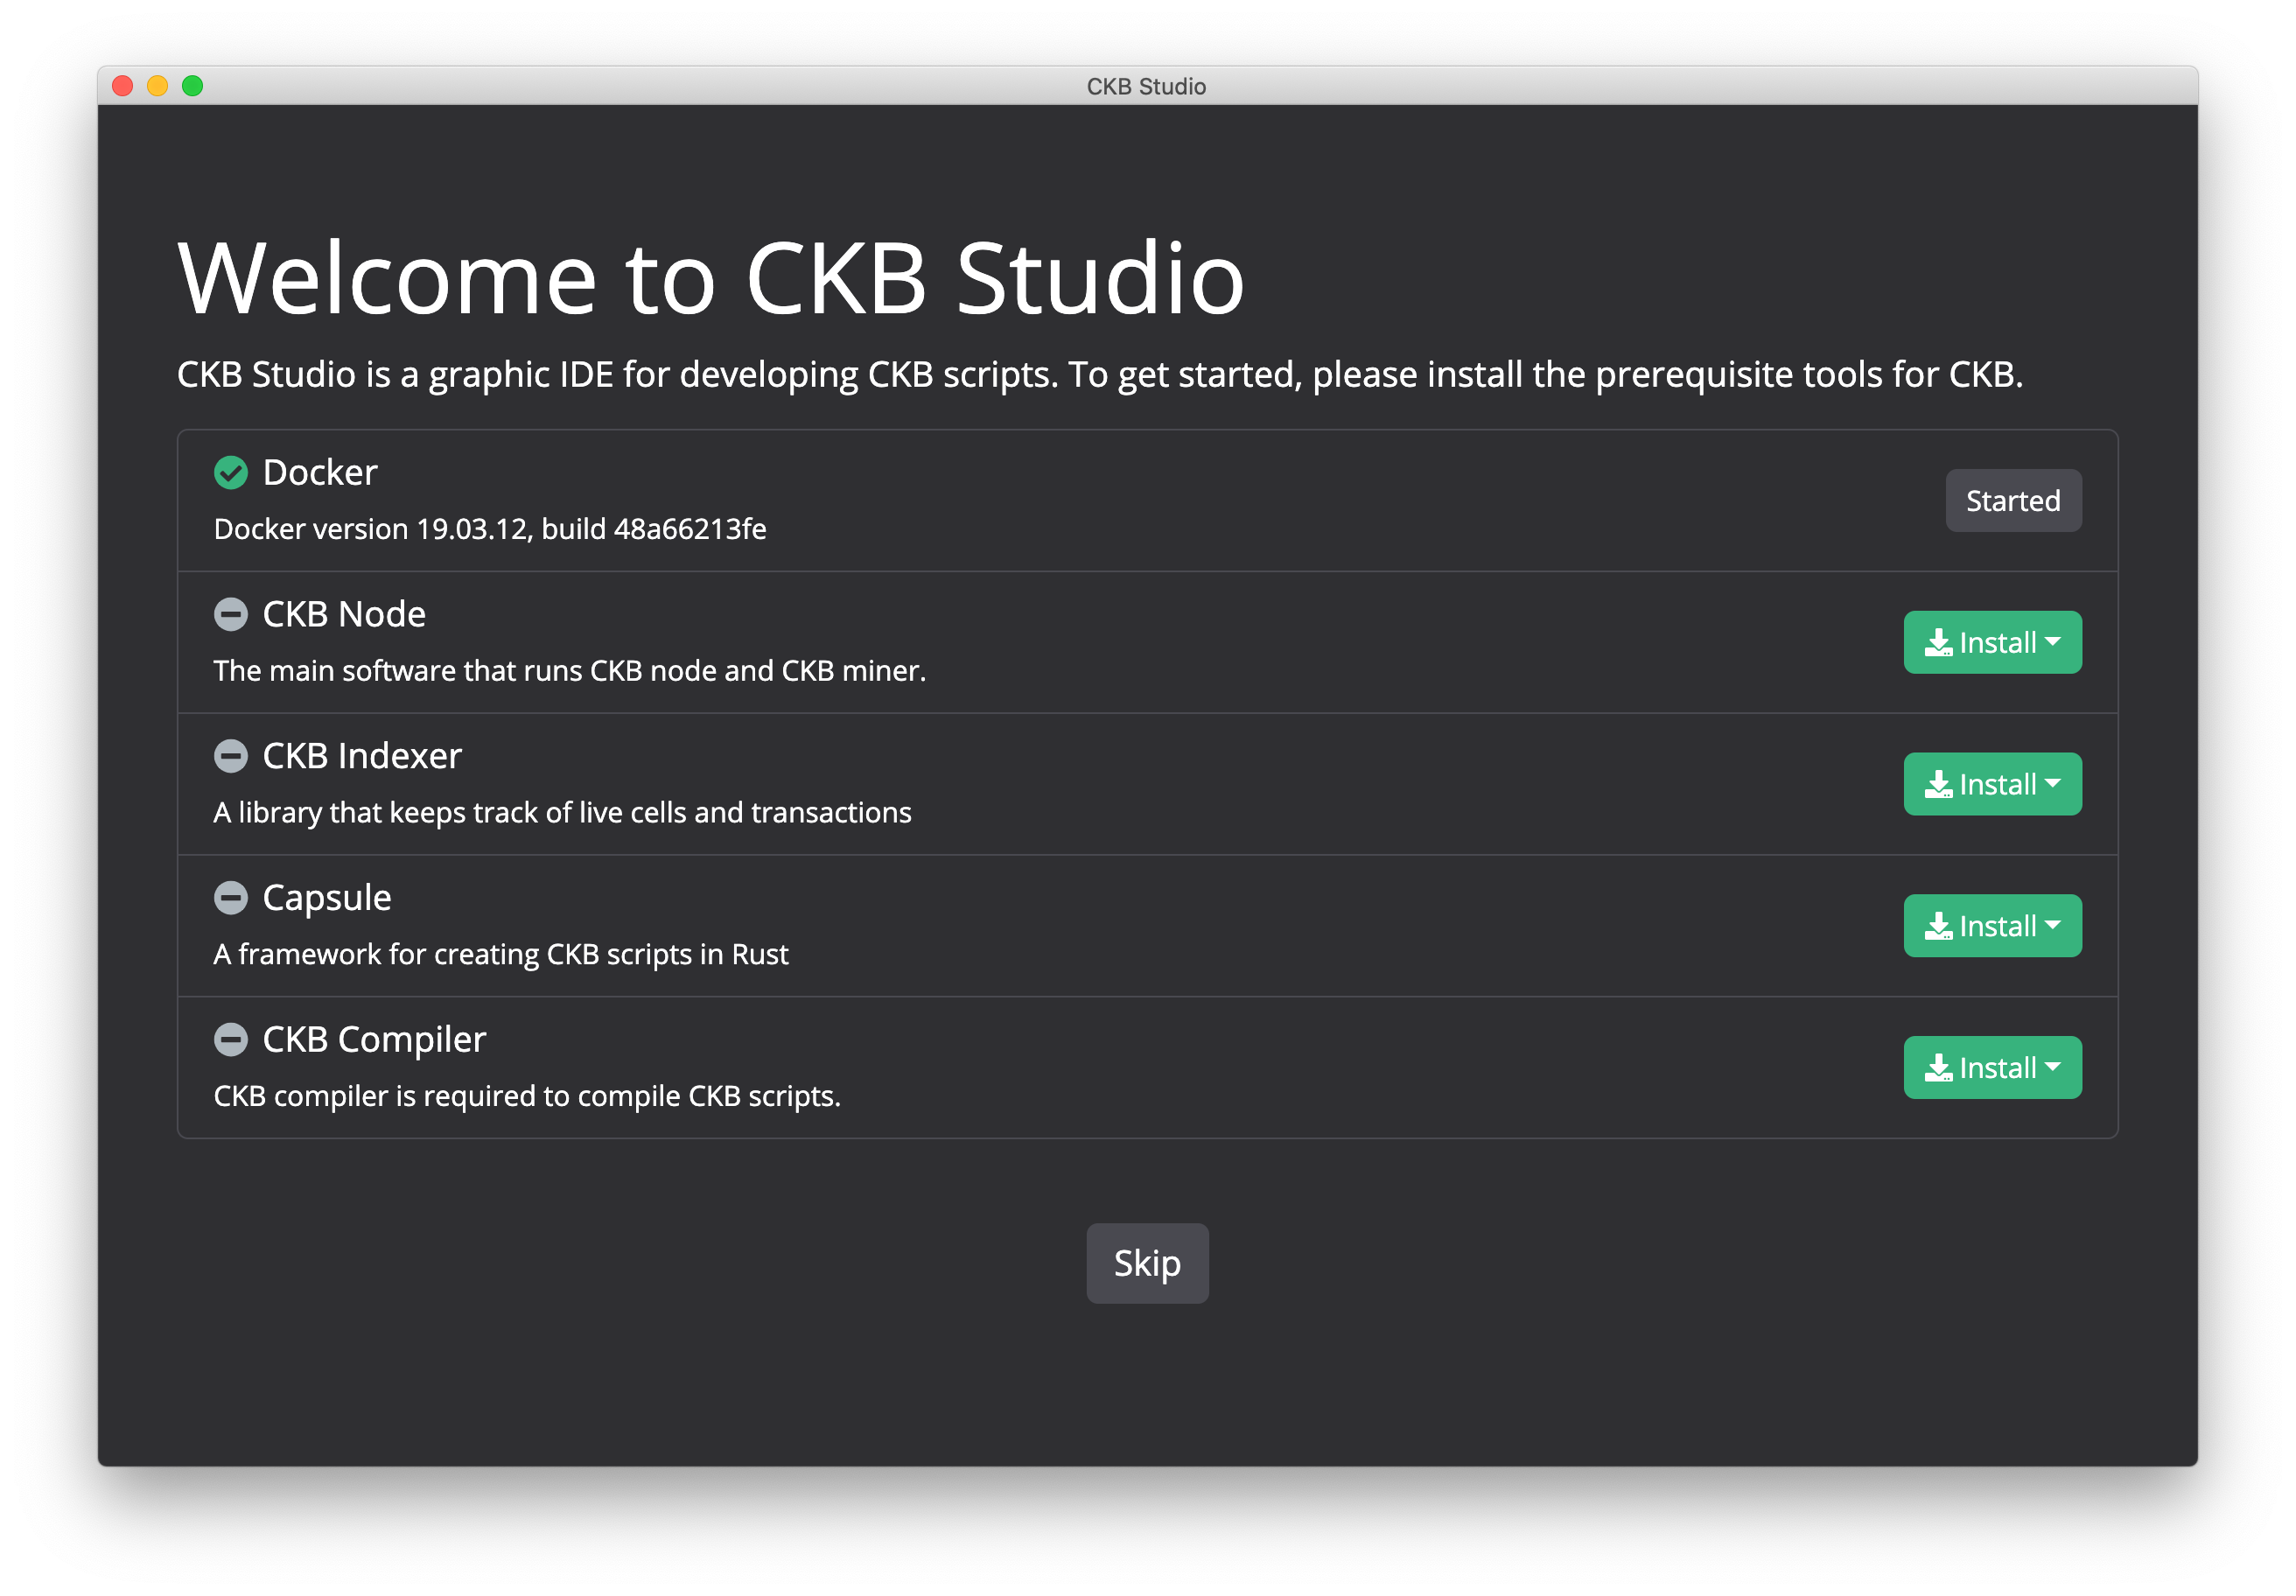 CKB Studio
Welcome to CKB Studio
CKB Studio is a graphic IDE for developing CKB scripts. To get started, please install the prerequisite tools for CKB.
Docker
Started
Docker version 19.03.12, build 48a66213fe
CKB Node
Install
The main software that runs CKB node and CKB miner.
CKB Indexer
Install
A library that keeps track of live cells and transactions
Capsule
Install
A framework for creating CKB scripts in Rust
CKB Compiler
Install
CKB compiler is required to compile CKB scripts.
Skip